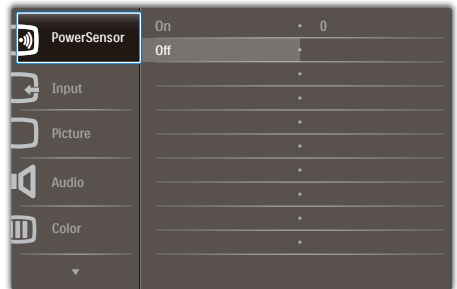 PowerSensor
On • 0
Off •
•
Input
•
•
Picture
•
•
Audio
•
•
Color
•
▼